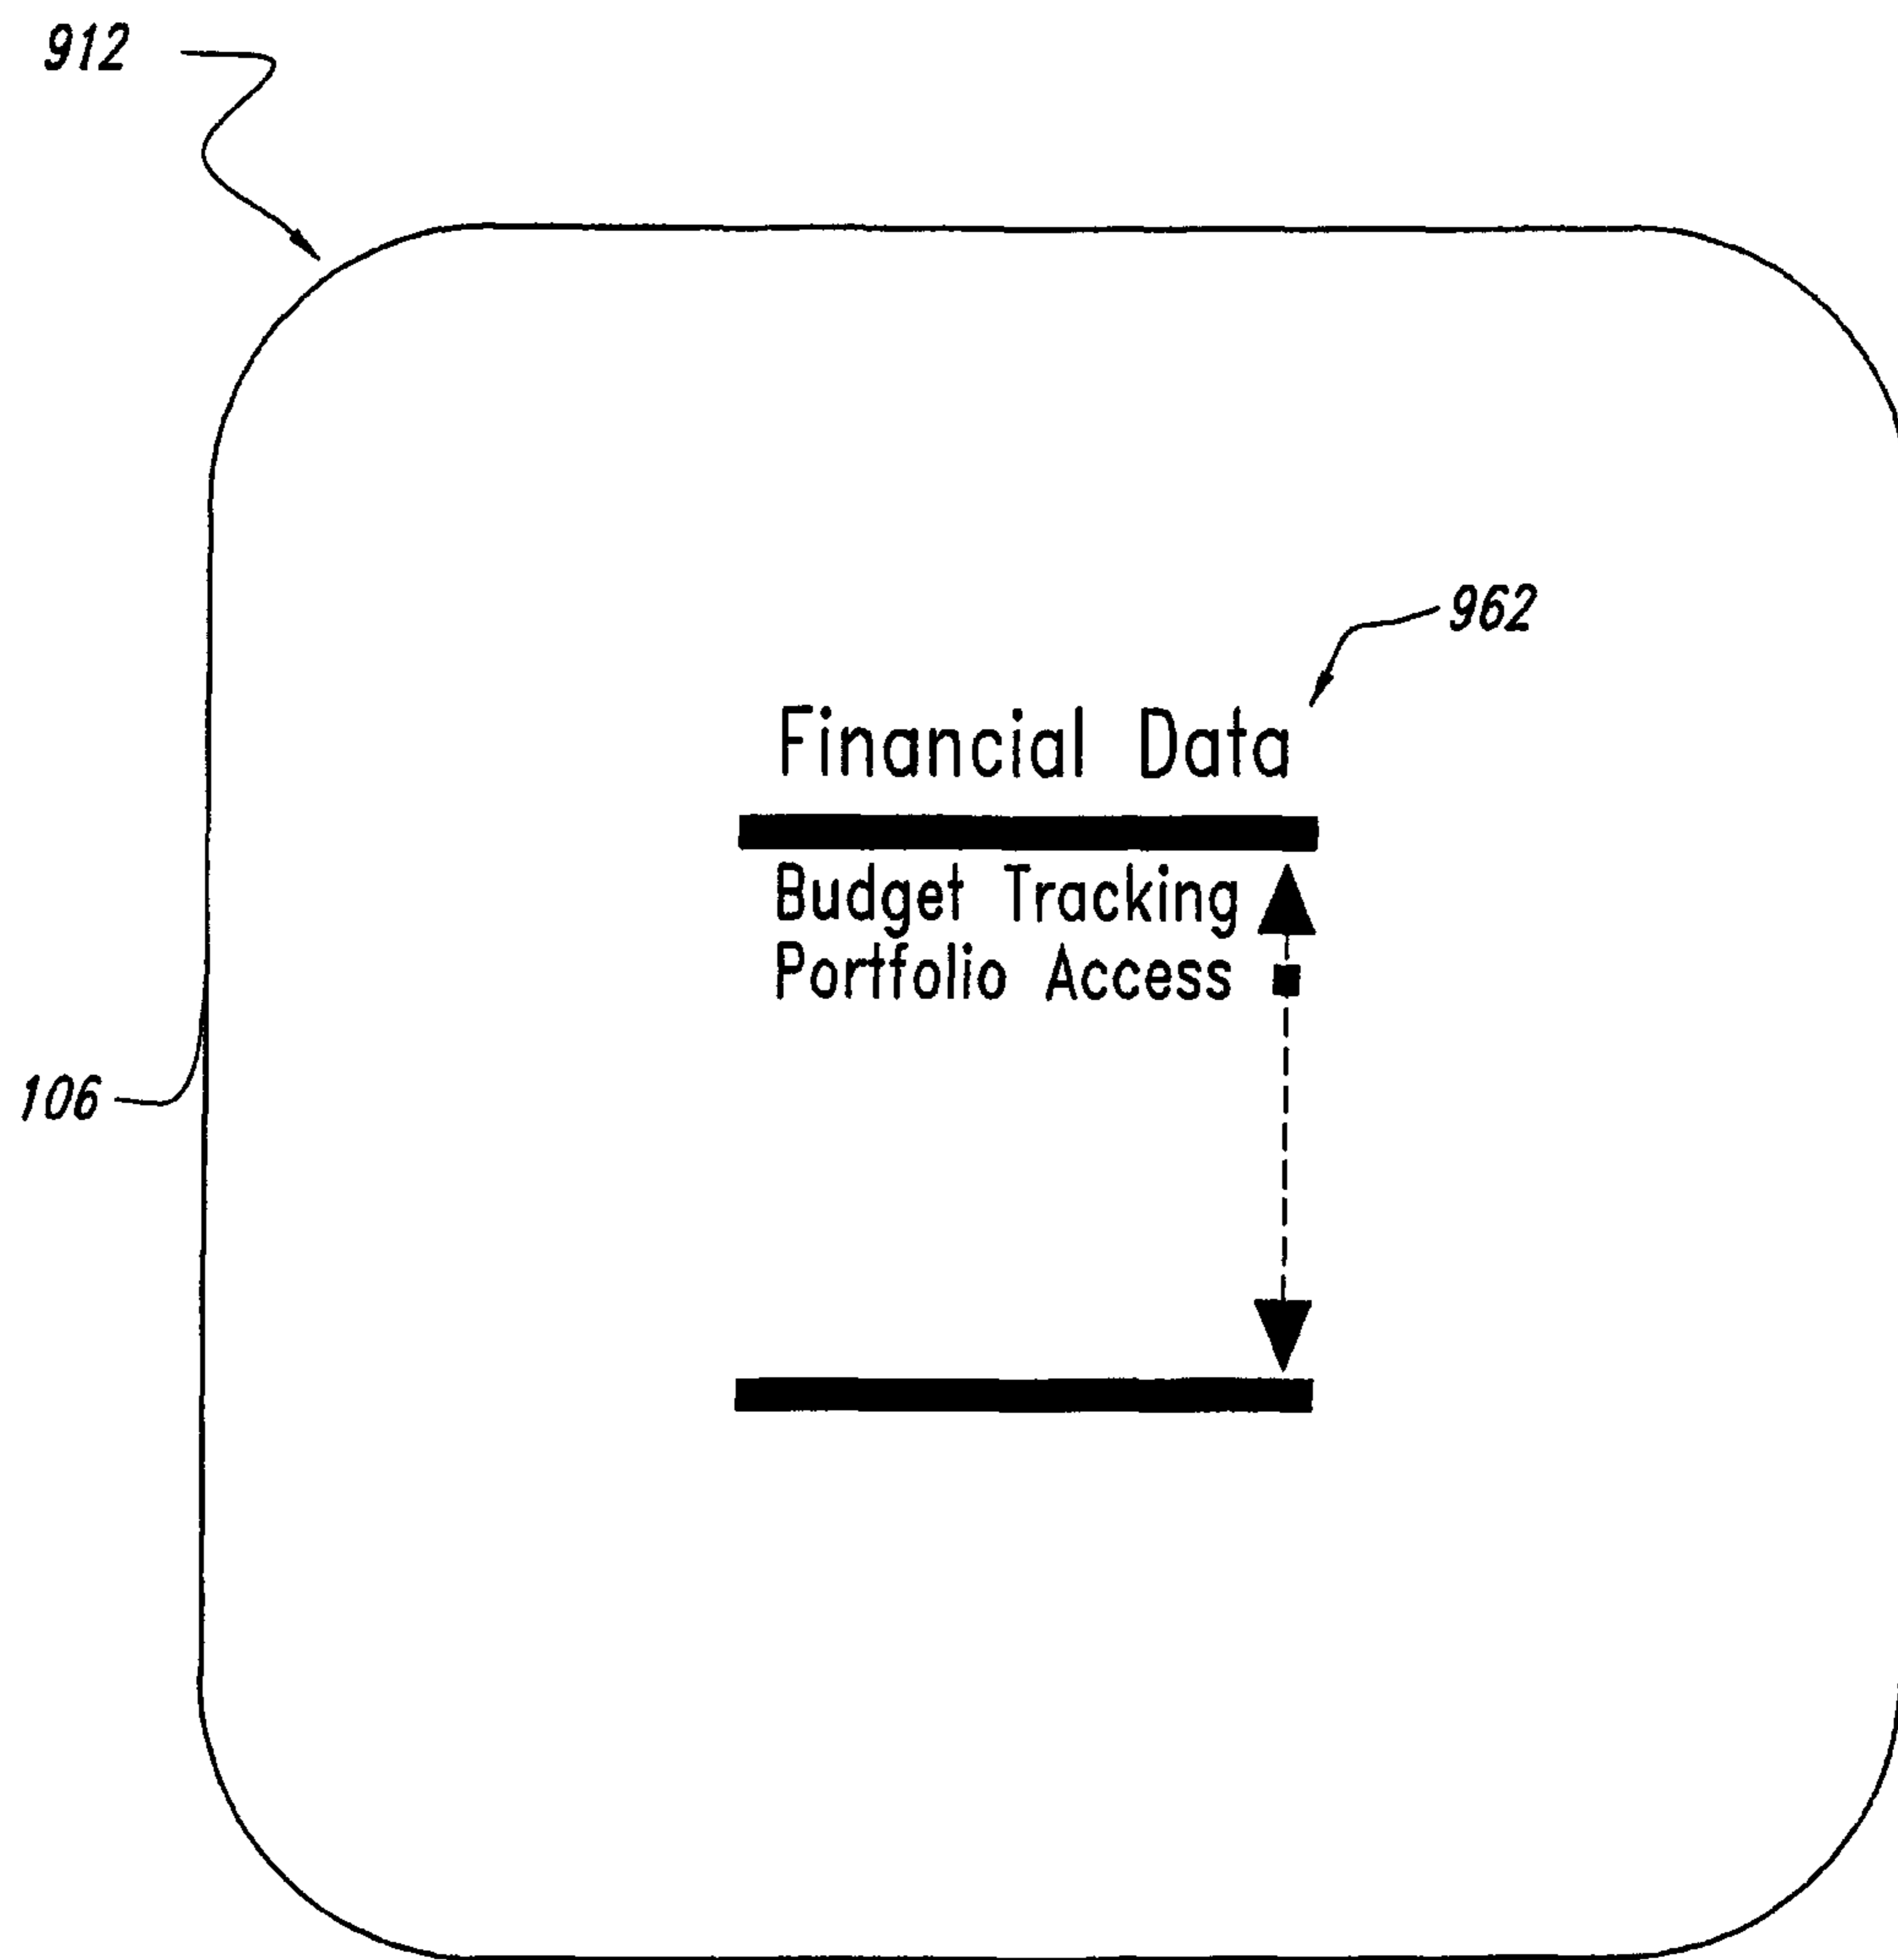 912
962
Financial Data
Budget Tracking
Portfolio Access
106